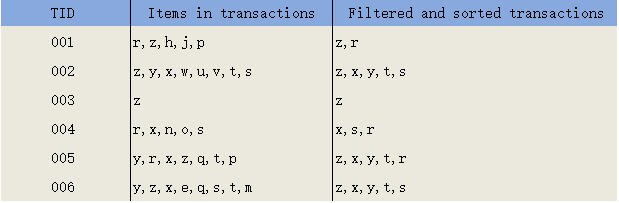 TID Items in transactions Filtered and sorted transactions
001 r,z,h,j,p z,r
002 z,y,x,w,u,v,t,s z,x,y,t,s
003 z z
004 r,x,n,o,s x,s,r
005 y,r,x,z,q,t,p z,x,y,t,r
006 y,z,x,e,q,s,t,m z,x,y,t,s